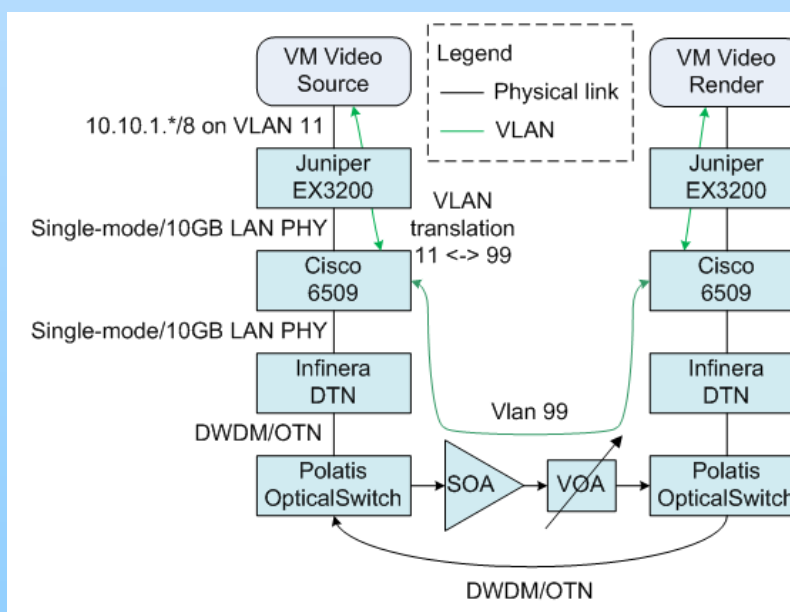 VM Video
Source
Legend
Physical link
VLAN
VM Video
Render
10.10.1.*/8 on VLAN 11
Juniper
EX3200
Juniper
EX3200
VLAN
translation
11 <-> 99
Single-mode/10GB LAN PHY
Cisco
6509
Cisco
6509
Single-mode/10GB LAN PHY
Infinera
DTN
Infinera
DTN
Vlan 99
DWDM/OTN
Polatis
OpticalSwitch
SOA
VOA
Polatis
OpticalSwitch
DWDM/OTN